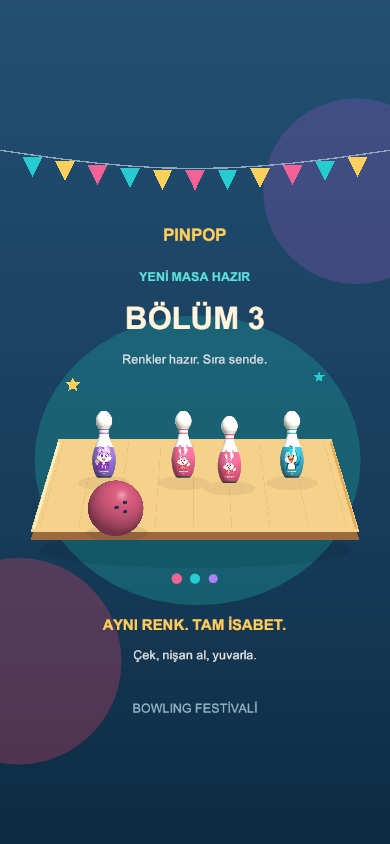 PINPOP
YENİ MASA HAZIR
BÖLÜM 3
Renkler hazır. Sıra sende.
AYNI RENK. TAM İSABET.
Çek, nişan al, yuvarla.
BOWLING FESTİVALİ